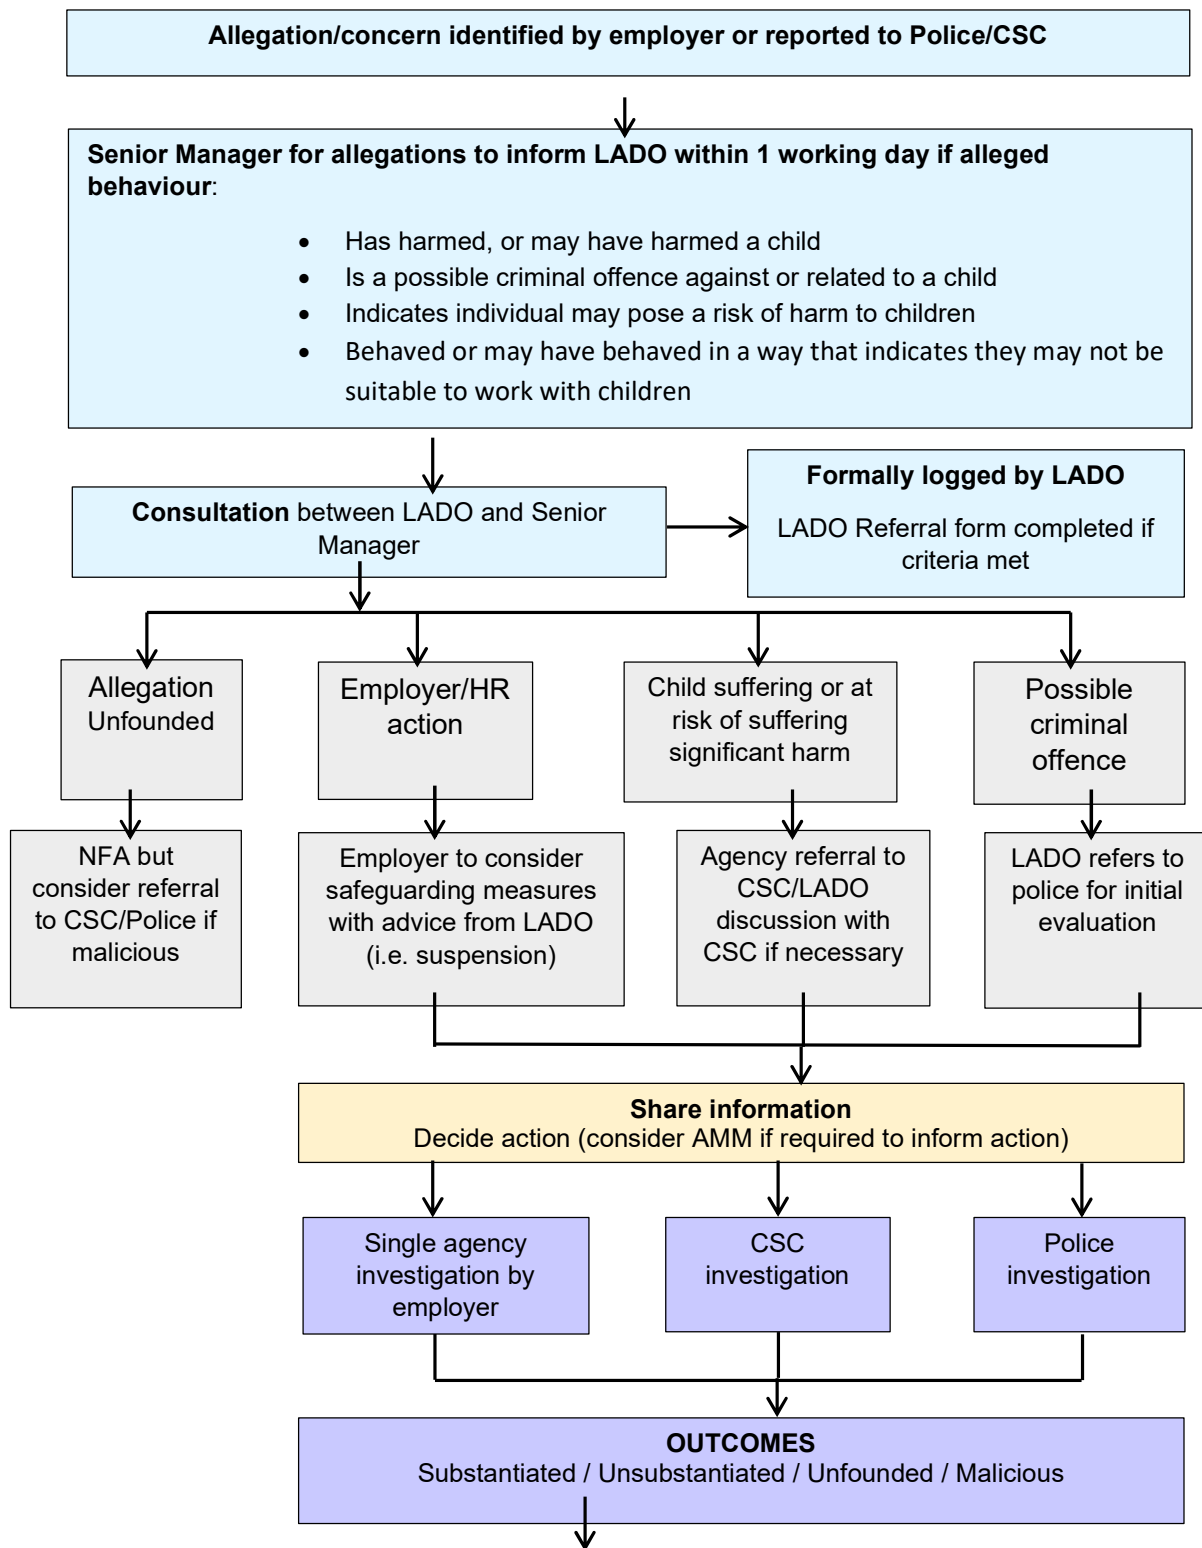 Allegation/concern identified by employer or reported to Police/CSC
Senior Manager for allegations to inform LADO within 1 working day if alleged
behaviour:
• Has harmed, or may have harmed a child
• Is a possible criminal offence against or related to a child
• Indicates individual may pose a risk of harm to children
• Behaved or may have behaved in a way that indicates they may not be
suitable to work with children
Consultation between LADO and Senior
Manager
Formally logged by LADO
LADO Referral form completed if
criteria met
Allegation
Unfounded
Employer/HR
action
Child suffering or at
risk of suffering
significant harm
Possible
criminal
offence
NFA but
consider referral
to CSC/Police if
malicious
Employer to consider
safeguarding measures
with advice from LADO
(i.e. suspension)
Agency referral to
CSC/LADO
discussion with
CSC if necessary
LADO refers to
police for initial
evaluation
Share information
Decide action (consider AMM if required to inform action)
Single agency
investigation by
employer
CSC
investigation
Police
investigation
OUTCOMES
Substantiated / Unsubstantiated / Unfounded / Malicious